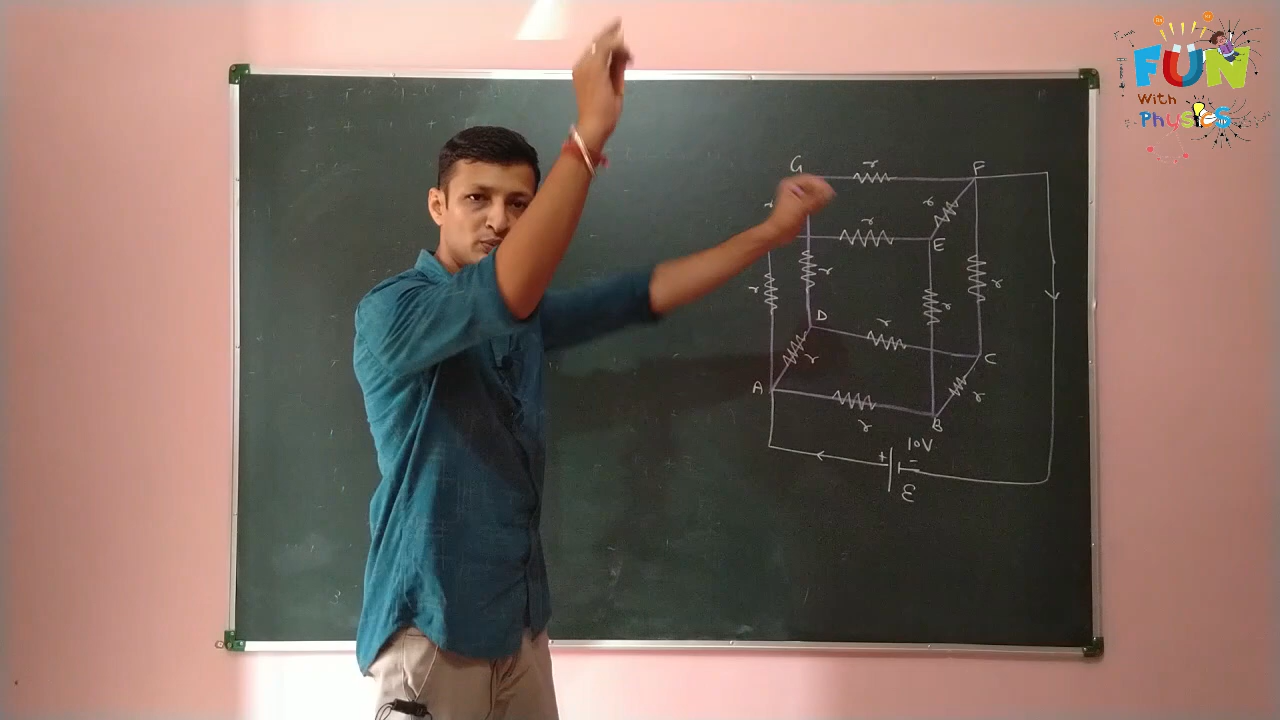 FUN
With
Physics
G r F
r r
r E
r r r r
D r
r C
A r
r B
10V
+ -
ε